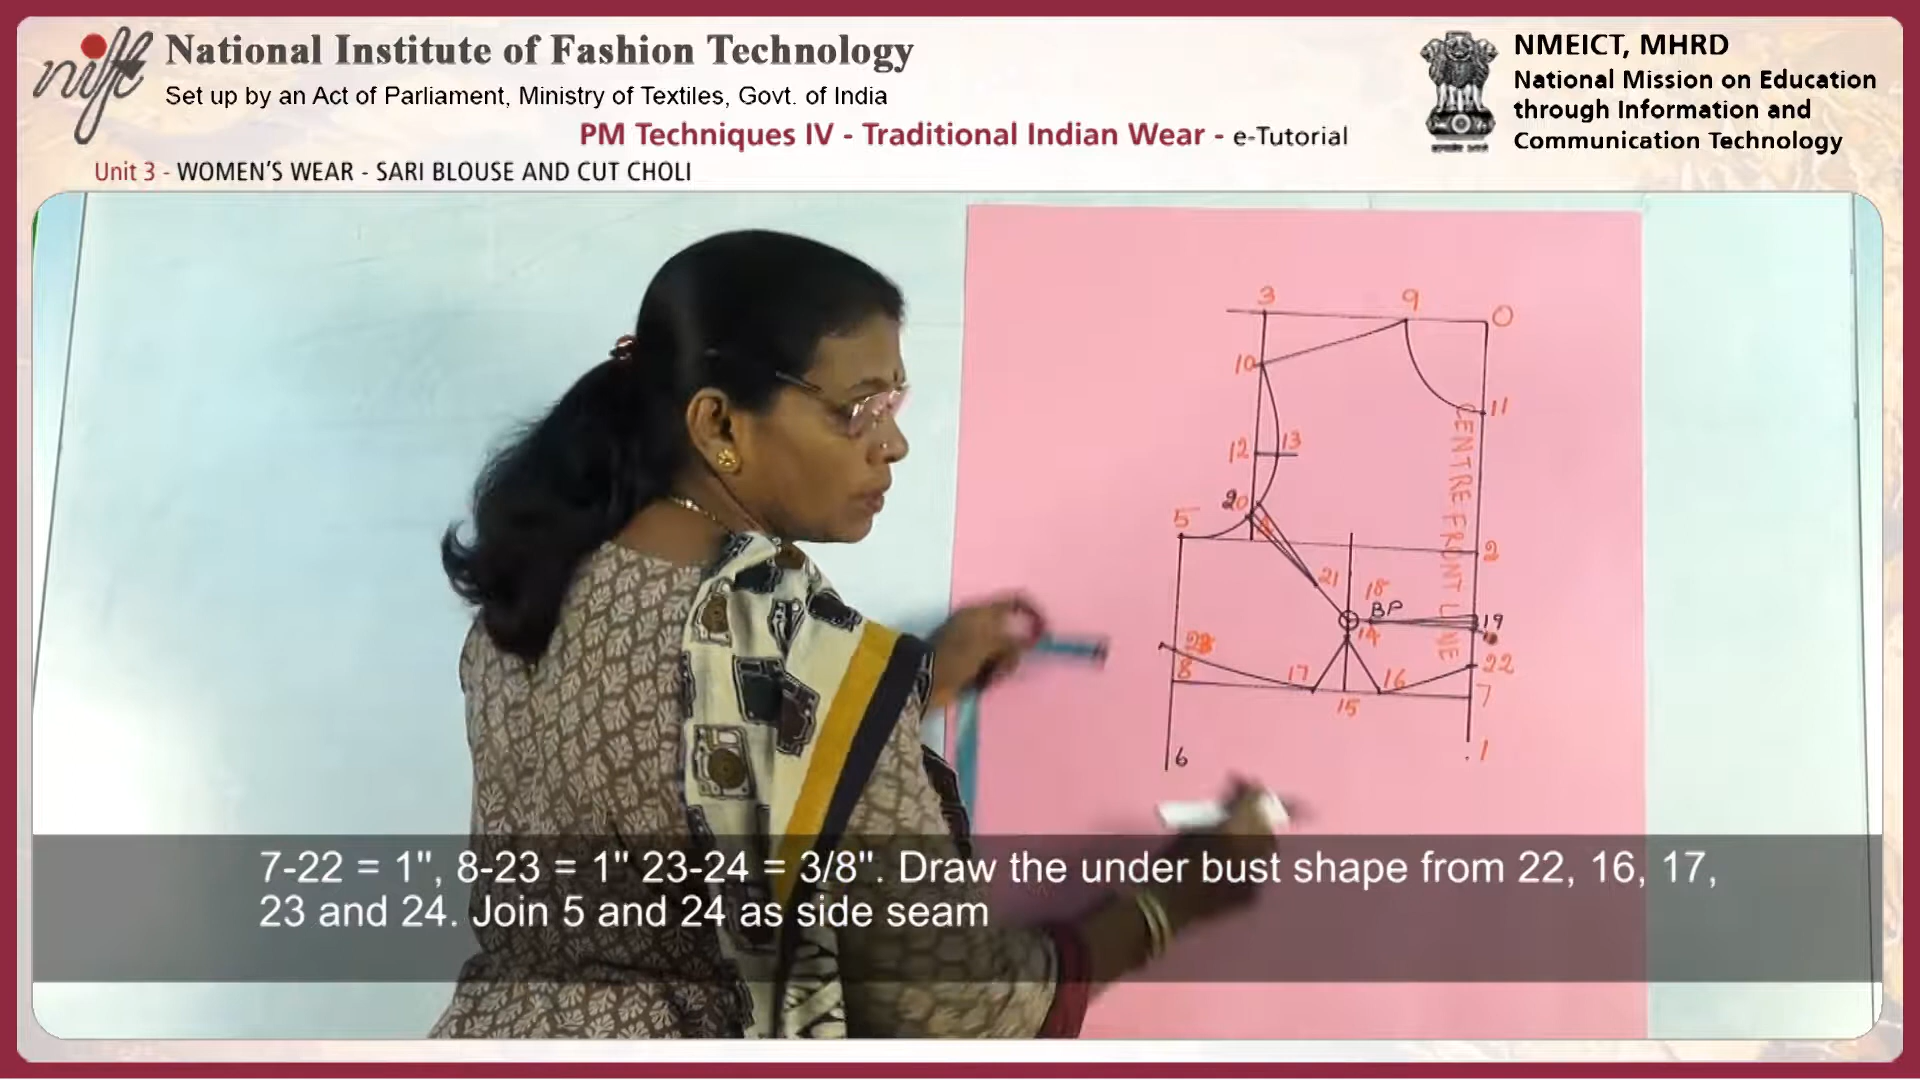 nift
National Institute of Fashion Technology
Set up by an Act of Parliament, Ministry of Textiles, Govt. of India
PM Techniques IV - Traditional Indian Wear - e-Tutorial
Unit 3 - WOMEN'S WEAR - SARI BLOUSE AND CUT CHOLI
NMEICT, MHRD
National Mission on Education
through Information and
Communication Technology
3 9 0
10
11
12 13
20
5
2
21
18
BP
19
14
23
8
17
16
22
7
15
6
1
CENTRE FRONT LINE
7-22 = 1", 8-23 = 1" 23-24 = 3/8". Draw the under bust shape from 22, 16, 17,
23 and 24. Join 5 and 24 as side seam